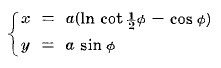 x = a(ln cot ½φ − cos φ)
y = a sin φ